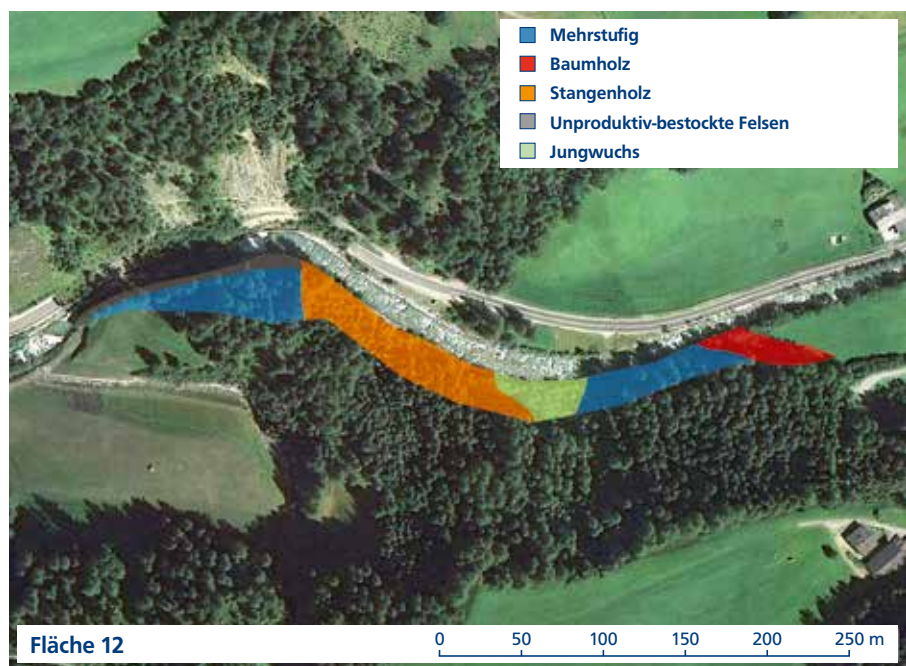 Mehrstufig
Baumholz
Stangenholz
Unproduktiv-bestockte Felsen
Jungwuchs
Fläche 12
0 50 100 150 200 250 m